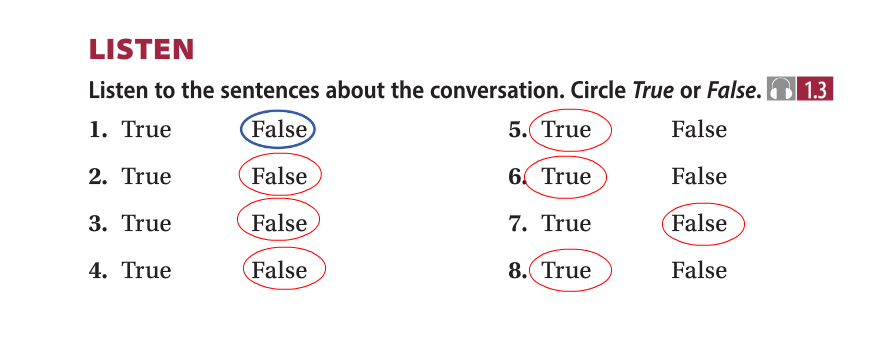 LISTEN
Listen to the sentences about the conversation. Circle True or False. 1.3
1. True False 5. True False
2. True False 6. True False
3. True False 7. True False
4. True False 8. True False